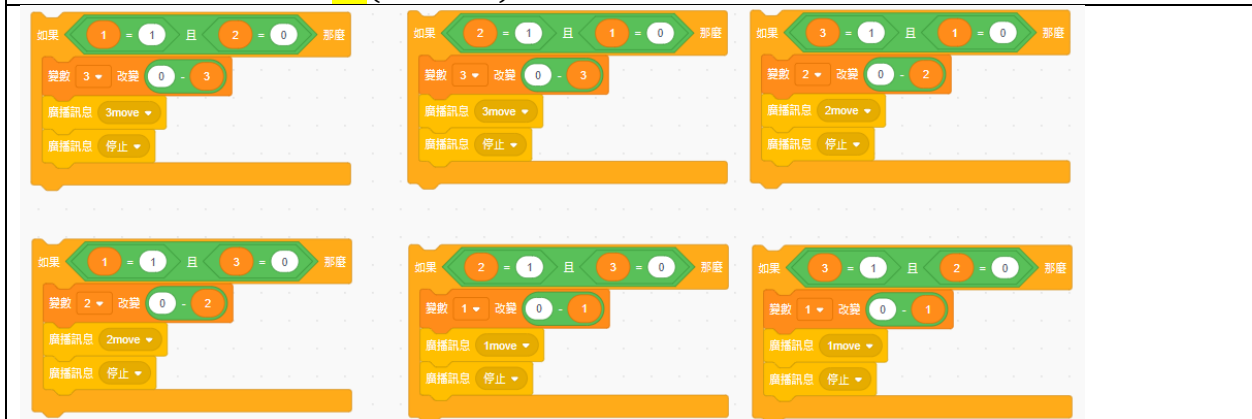 如果 1 = 1 且 2 = 0 那麼
變數 3 改變 0 - 3
廣播訊息 3move
廣播訊息 停止
如果 2 = 1 且 1 = 0 那麼
變數 3 改變 0 - 3
廣播訊息 3move
廣播訊息 停止
如果 3 = 1 且 1 = 0 那麼
變數 2 改變 0 - 2
廣播訊息 2move
廣播訊息 停止
如果 1 = 1 且 3 = 0 那麼
變數 2 改變 0 - 2
廣播訊息 2move
廣播訊息 停止
如果 2 = 1 且 3 = 0 那麼
變數 1 改變 0 - 1
廣播訊息 1move
廣播訊息 停止
如果 3 = 1 且 2 = 0 那麼
變數 1 改變 0 - 1
廣播訊息 1move
廣播訊息 停止